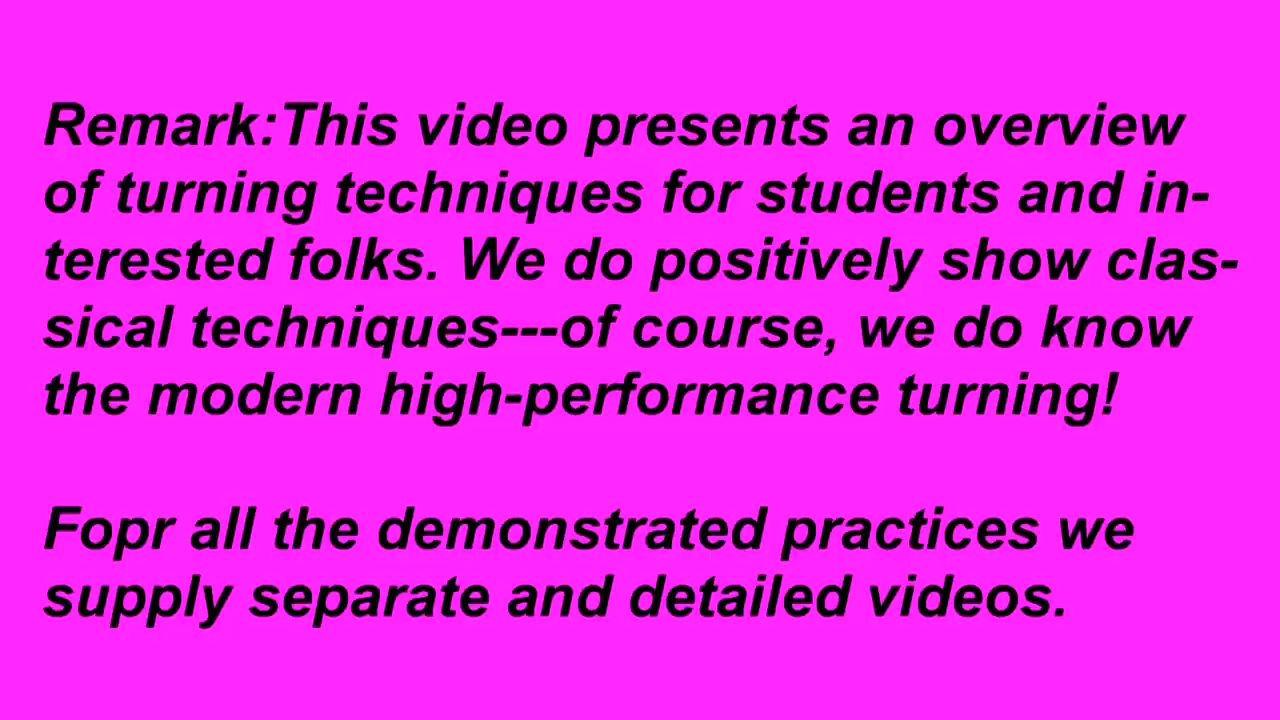 Remark:This video presents an overview
of turning techniques for students and in-
terested folks. We do positively show clas-
sical techniques---of course, we do know
the modern high-performance turning!
Fopr all the demonstrated practices we
supply separate and detailed videos.